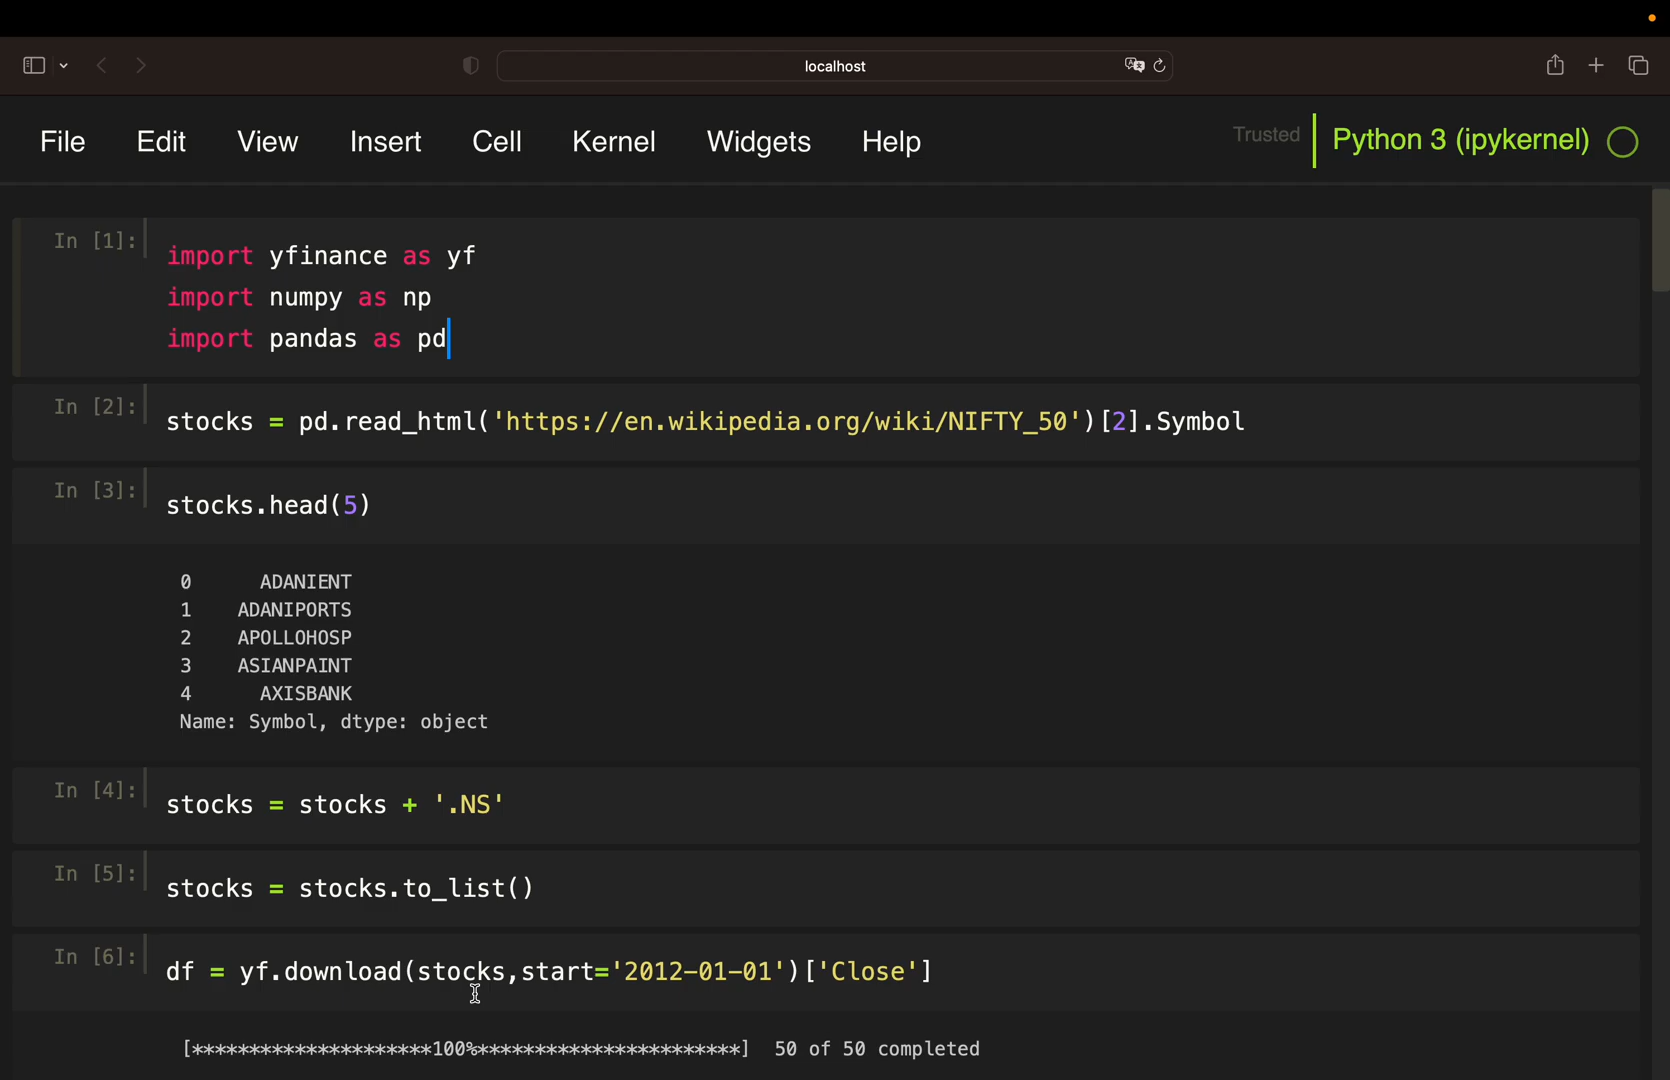 localhost
File Edit View Insert Cell Kernel Widgets Help Trusted Python 3 (ipykernel)
In [1]:
import yfinance as yf
import numpy as np
import pandas as pd
In [2]:
stocks = pd.read_html('https://en.wikipedia.org/wiki/NIFTY_50')[2].Symbol
In [3]:
stocks.head(5)
0 ADANIENT
1 ADANIPORTS
2 APOLLOHOSP
3 ASIANPAINT
4 AXISBANK
Name: Symbol, dtype: object
In [4]:
stocks = stocks + '.NS'
In [5]:
stocks = stocks.to_list()
In [6]:
df = yf.download(stocks,start='2012-01-01')['Close']
[*********************100%***********************] 50 of 50 completed